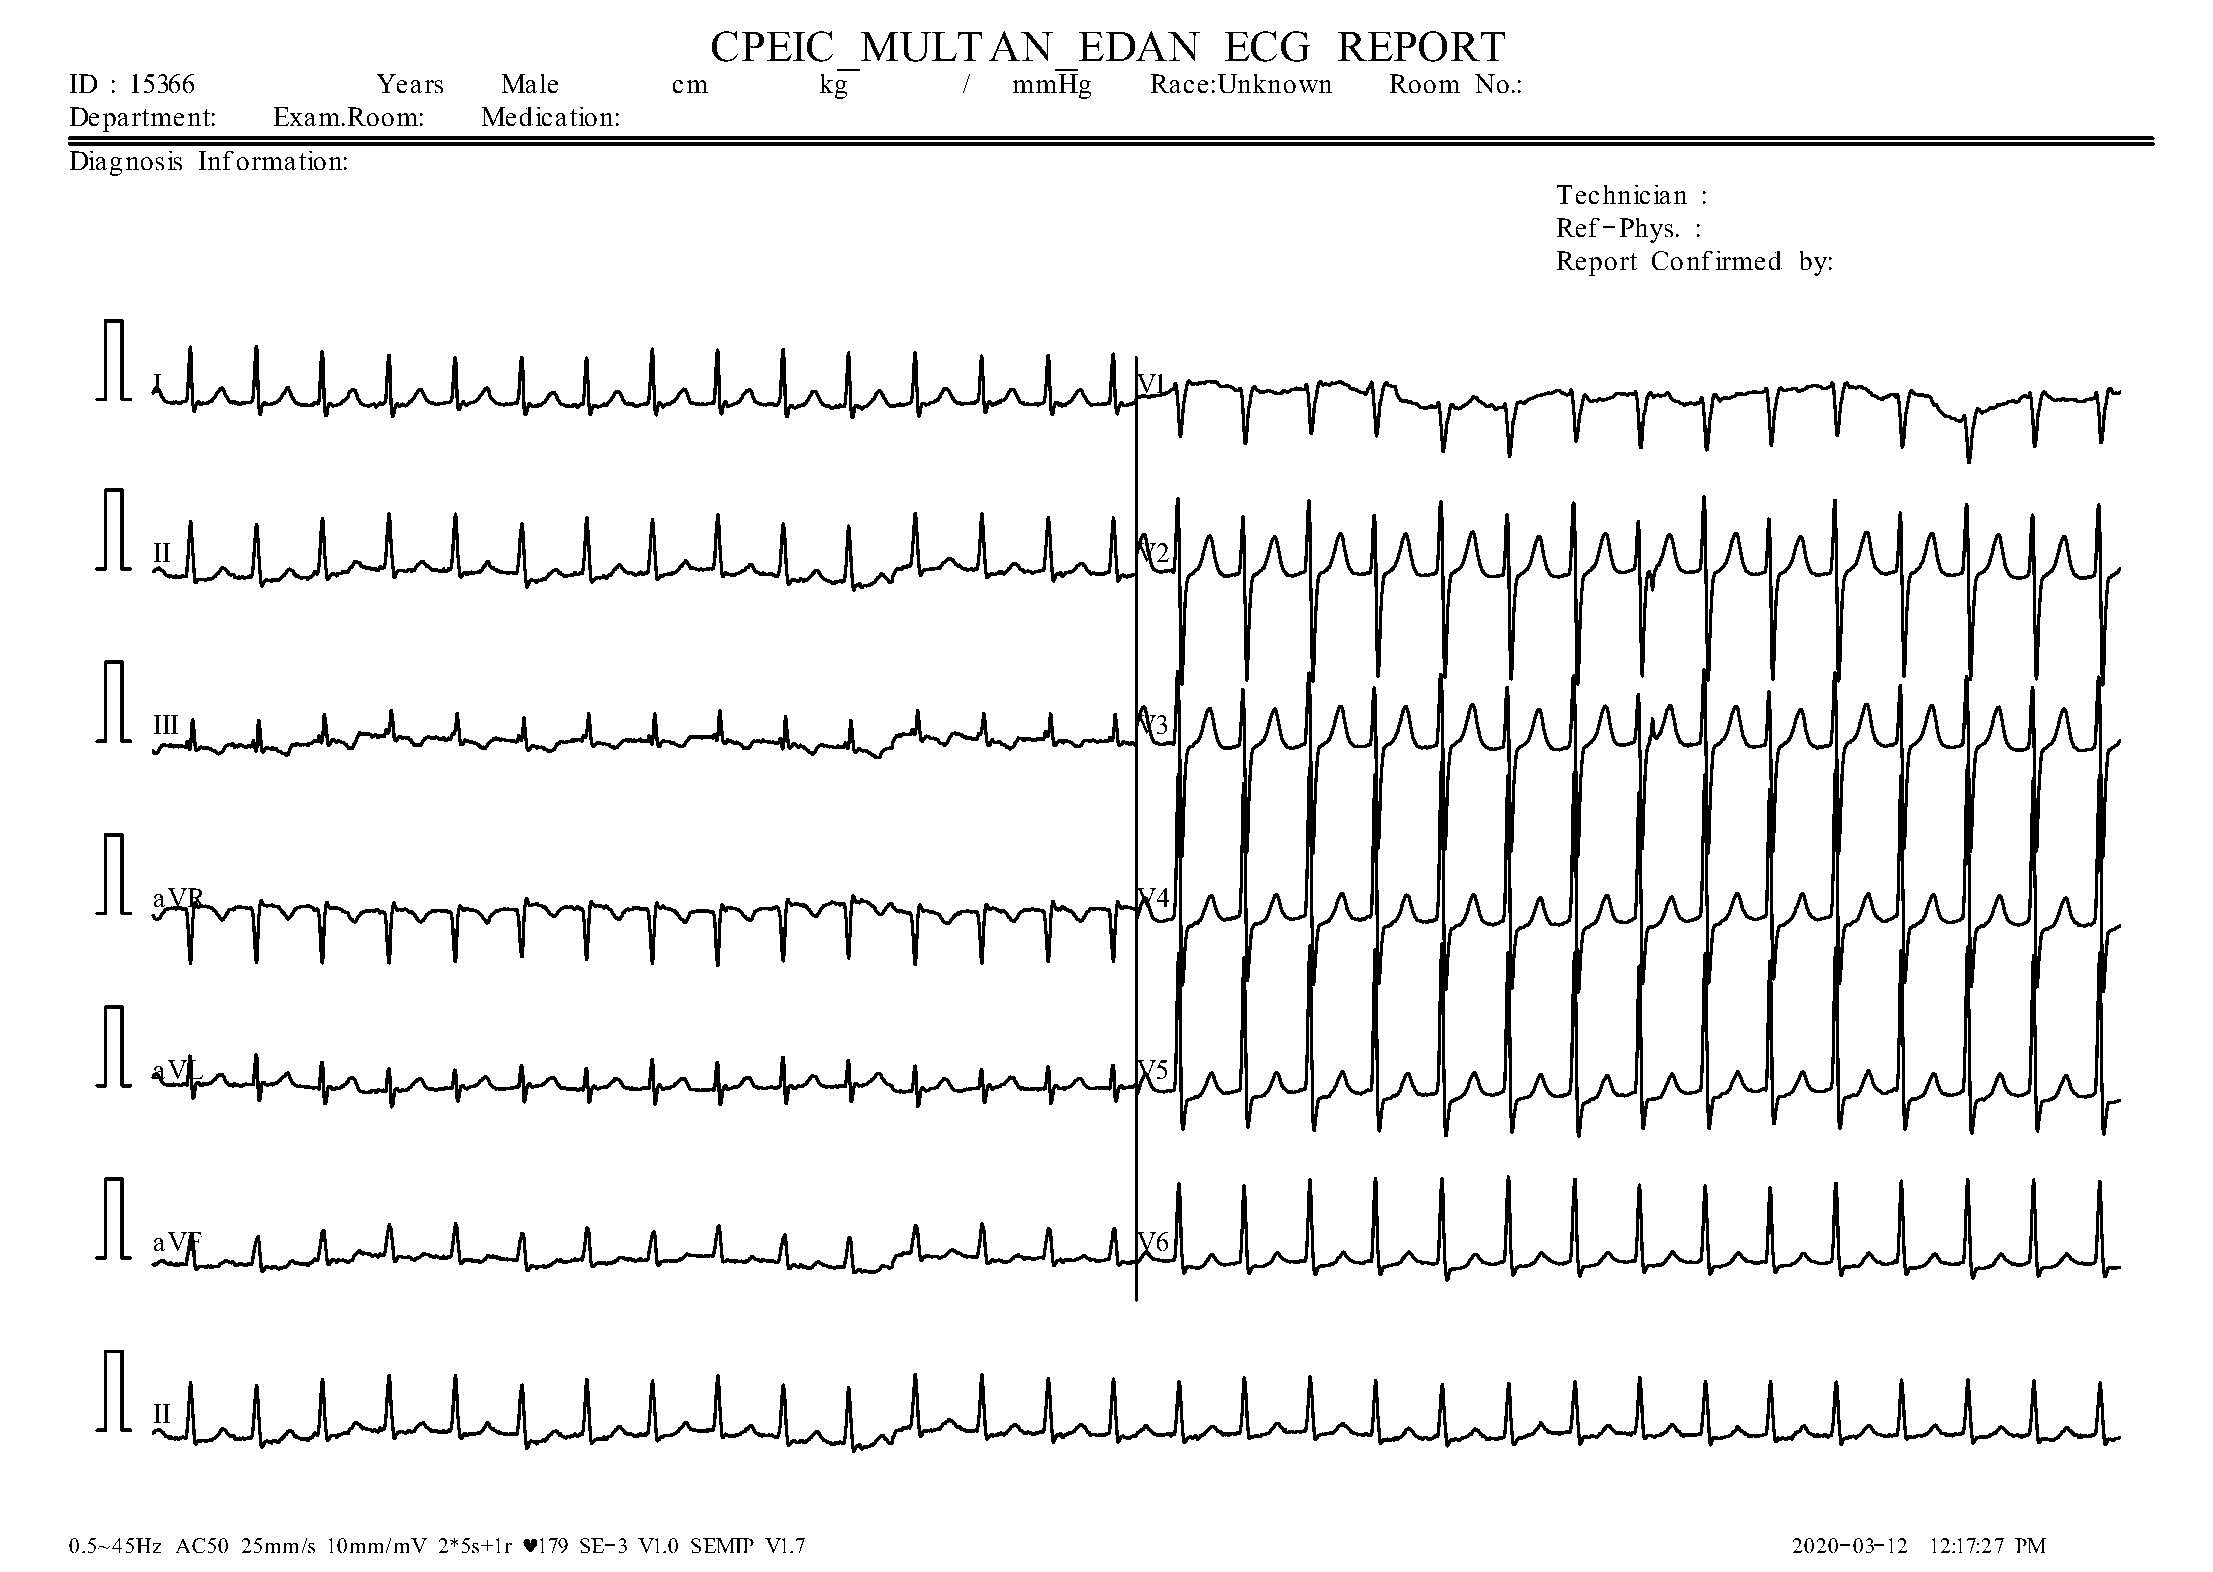 CPEIC_MULTAN_EDAN ECG REPORT
ID : 15366 Years Male cm kg / mmHg Race:Unknown Room No.:
Department: Exam.Room: Medication:
Diagnosis Information:
Technician :
Ref-Phys. :
Report Confirmed by:
I V1
II V2
III V3
aVR V4
aVL V5
aVF V6
II
0.5~45Hz AC50 25mm/s 10mm/mV 2*5s+1r ♥179 SE-3 V1.0 SEMIP V1.7 2020-03-12 12:17:27 PM